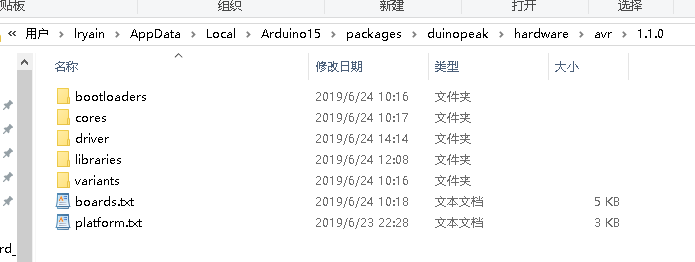 贴板 组织 新建 打开 选择
用户 lryain AppData Local Arduino15 packages duinopeak hardware avr 1.1.0
名称 修改日期 类型 大小
bootloaders 2019/6/24 10:16 文件夹
cores 2019/6/24 10:17 文件夹
driver 2019/6/24 14:14 文件夹
libraries 2019/6/24 12:08 文件夹
variants 2019/6/24 10:16 文件夹
boards.txt 2019/6/24 10:18 文本文档 5 KB
platform.txt 2019/6/23 22:28 文本文档 3 KB
rd_